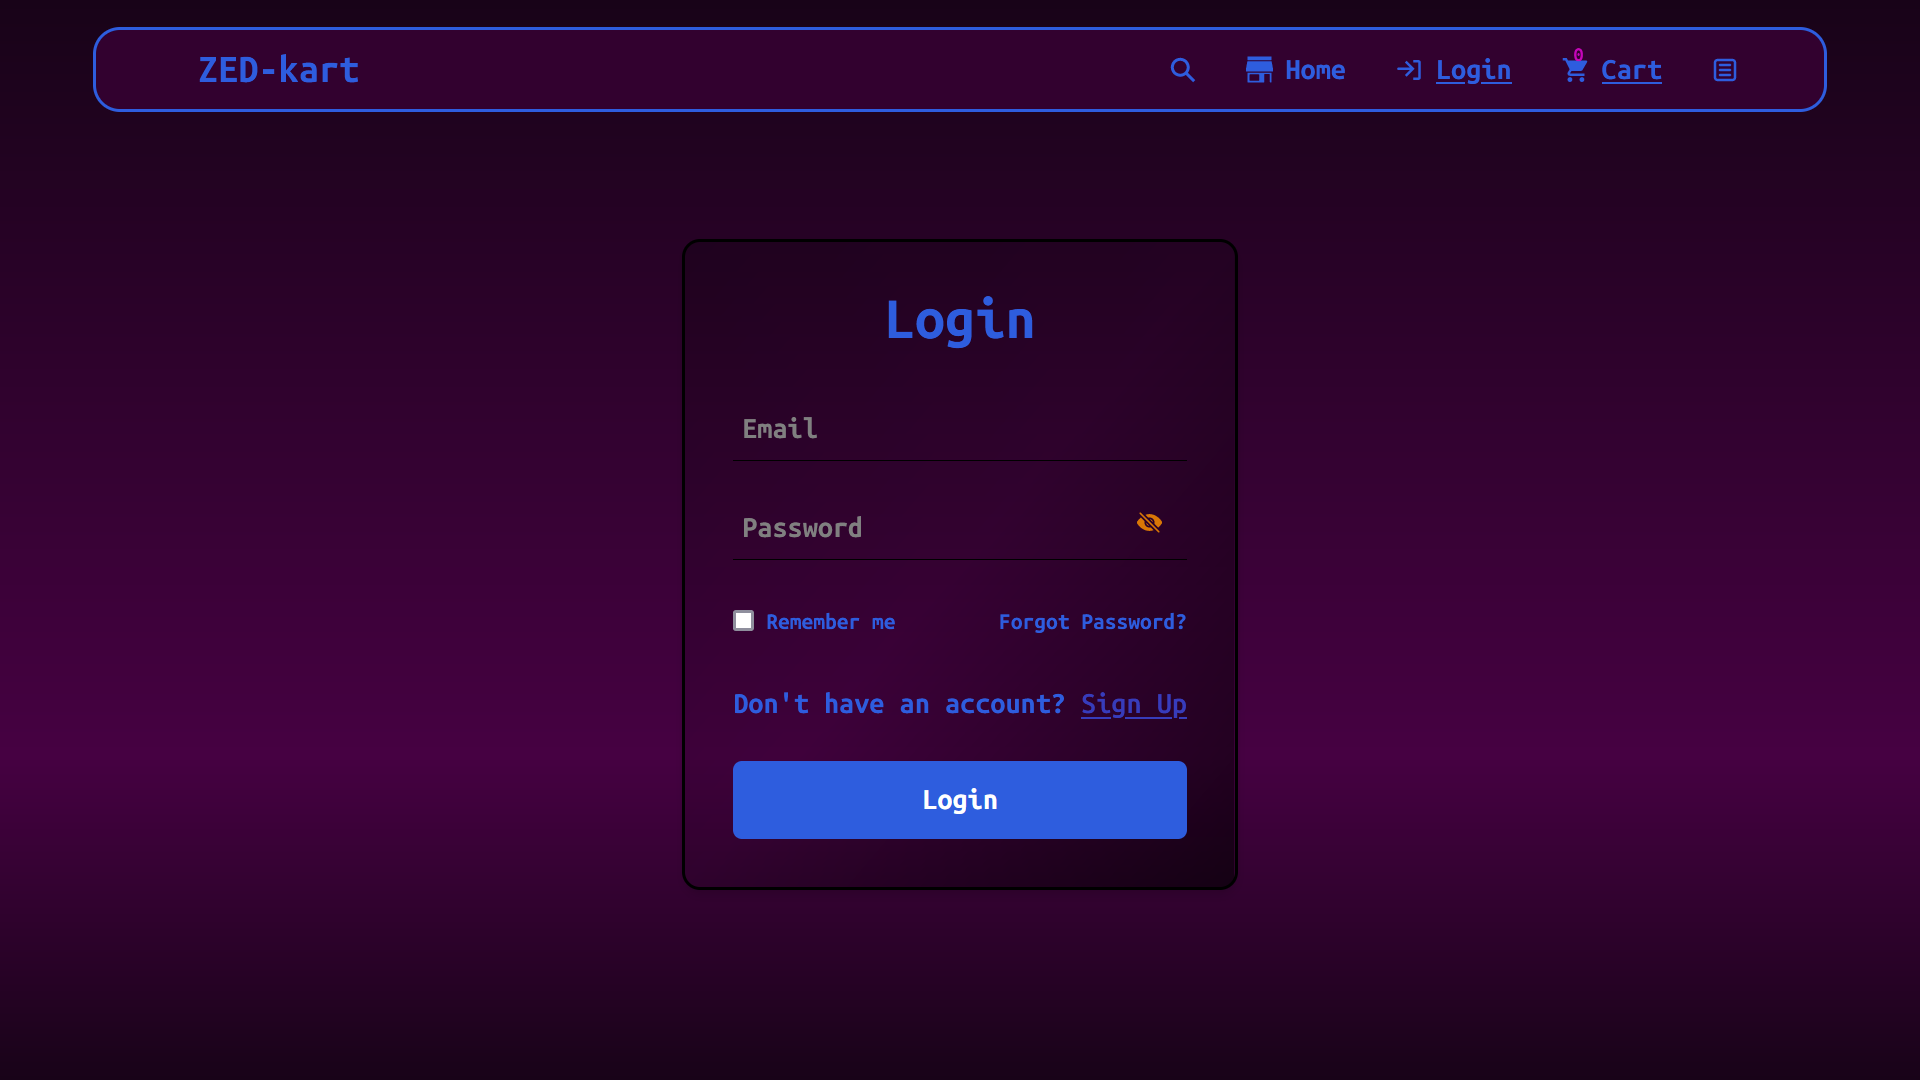 ZED-kart
Home
Login
0
Cart
Login
Email
Password
Remember me
Forgot Password?
Don't have an account? Sign Up
Login